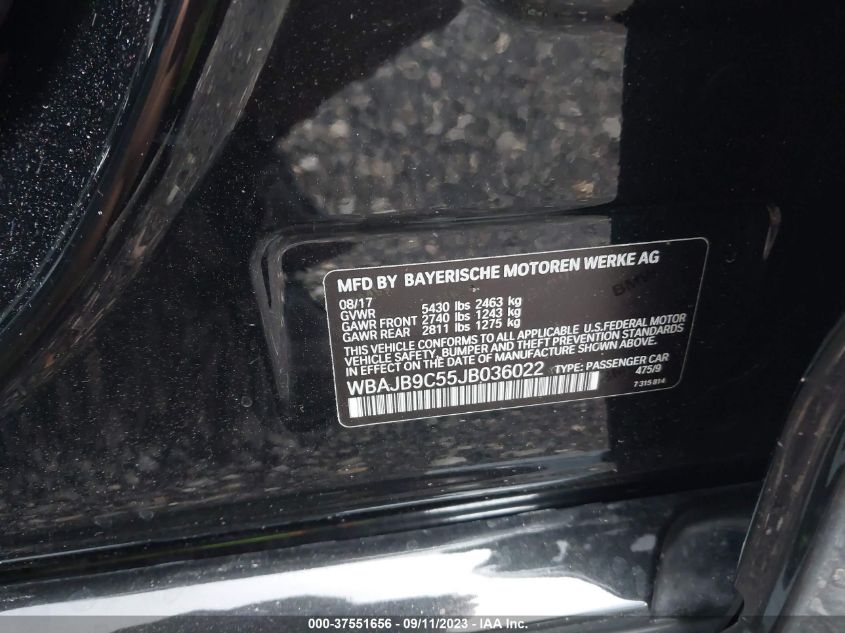 MFD BY BAYERISCHE MOTOREN WERKE AG
08/17
GVWR 5430 lbs 2463 kg
GAWR FRONT 2740 lbs 1243 kg
GAWR REAR 2811 lbs 1275 kg
THIS VEHICLE CONFORMS TO ALL APPLICABLE U.S.FEDERAL MOTOR
VEHICLE SAFETY, BUMPER AND THEFT PREVENTION STANDARDS
IN EFFECT ON THE DATE OF MANUFACTURE SHOWN ABOVE.
WBAJB9C55JB036022 TYPE: PASSENGER CAR
475/9
7 315 814
000-37551656 - 09/11/2023 - IAA Inc.